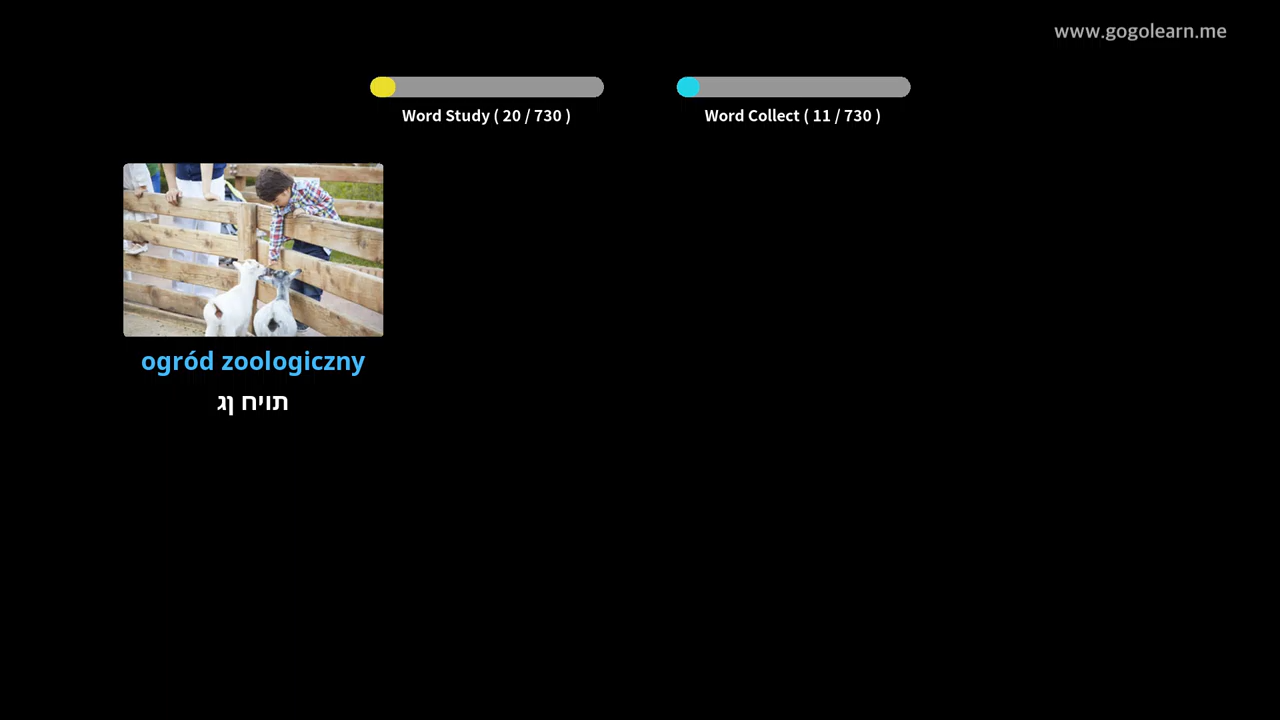 www.gogolearn.me
Word Study ( 20 / 730 )
Word Collect ( 11 / 730 )
ogród zoologiczny
גן חיות